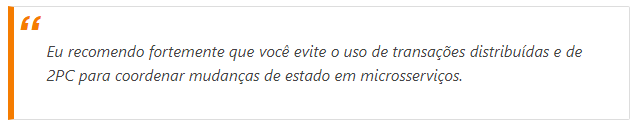 Eu recomendo fortemente que você evite o uso de transações distribuídas e de
2PC para coordenar mudanças de estado em microsserviços.